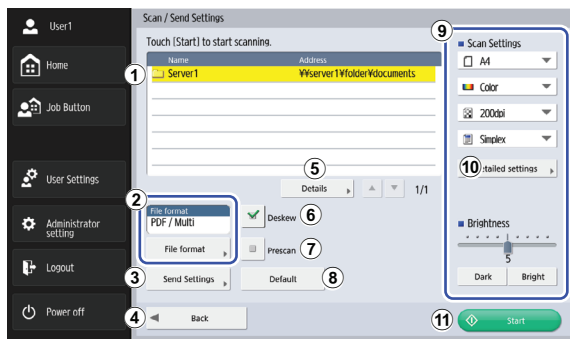 User1
Home
Job Button
User Settings
Administrator
setting
Logout
Power off
Scan / Send Settings
Touch [Start] to start scanning.
Name Address
1 Server1 ¥¥server1¥folder¥documents
5
Details 1/1
2
File format
PDF / Multi
File format
Deskew 6
Prescan 7
3 Send Settings
Default 8
4 Back
9
Scan Settings
A4
Color
200dpi
Simplex
10 etailed settings
Brightness
5
Dark Bright
11 Start